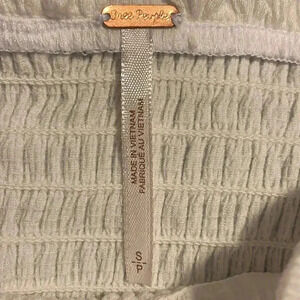 Free People
MADE IN VIETNAM
FABRIQUÉ AU VIETNAM
S/P